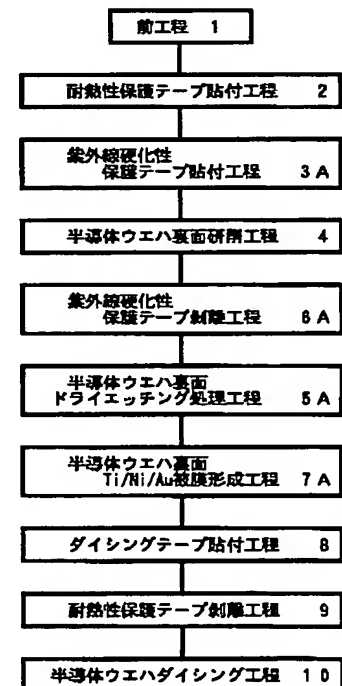 前工程 1
耐熱性保護テープ貼付工程 2
紫外線硬化性
保護テープ貼付工程 3A
半導体ウエハ裏面研削工程 4
紫外線硬化性
保護テープ剝離工程 6A
半導体ウエハ裏面
ドライエッチング処理工程 5A
半導体ウエハ裏面
Ti/Ni/Au被膜形成工程 7A
ダイシングテープ貼付工程 8
耐熱性保護テープ剝離工程 9
半導体ウエハダイシング工程 10